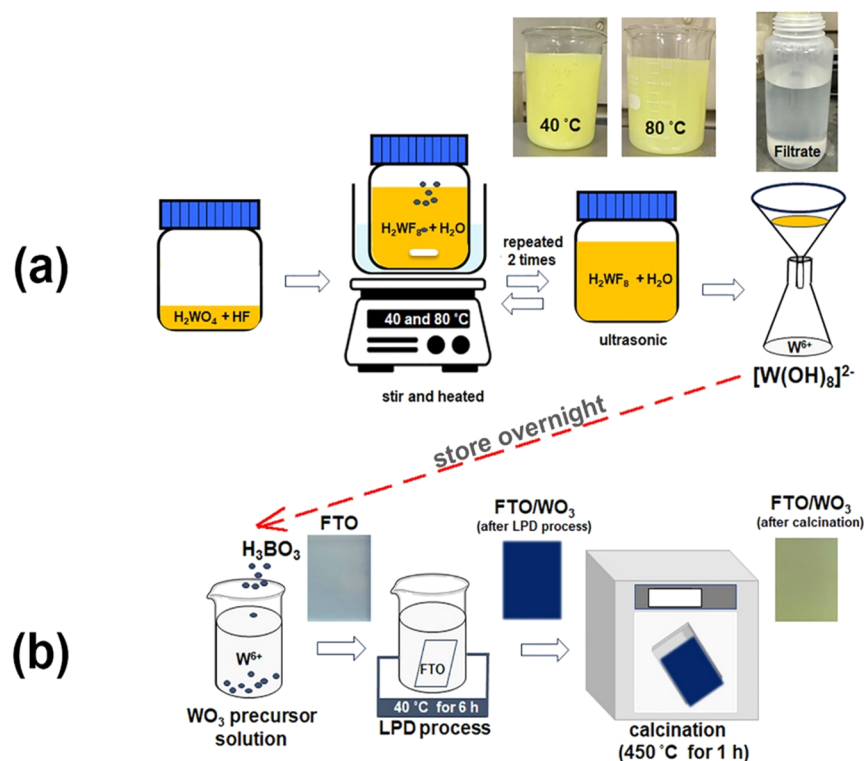 40 °C
80 °C
Filtrate
(a)
H₂WO₄ + HF
H₂WF₈ + H₂O
40 and 80 °C
stir and heated
repeated
2 times
H₂WF₈ + H₂O
ultrasonic
W⁶⁺
[W(OH)₈]²⁻
store overnight
(b)
H₃BO₃
W⁶⁺
WO₃ precursor
solution
FTO
FTO
40 °C for 6 h
LPD process
FTO/WO₃
(after LPD process)
calcination
(450 °C for 1 h)
FTO/WO₃
(after calcination)